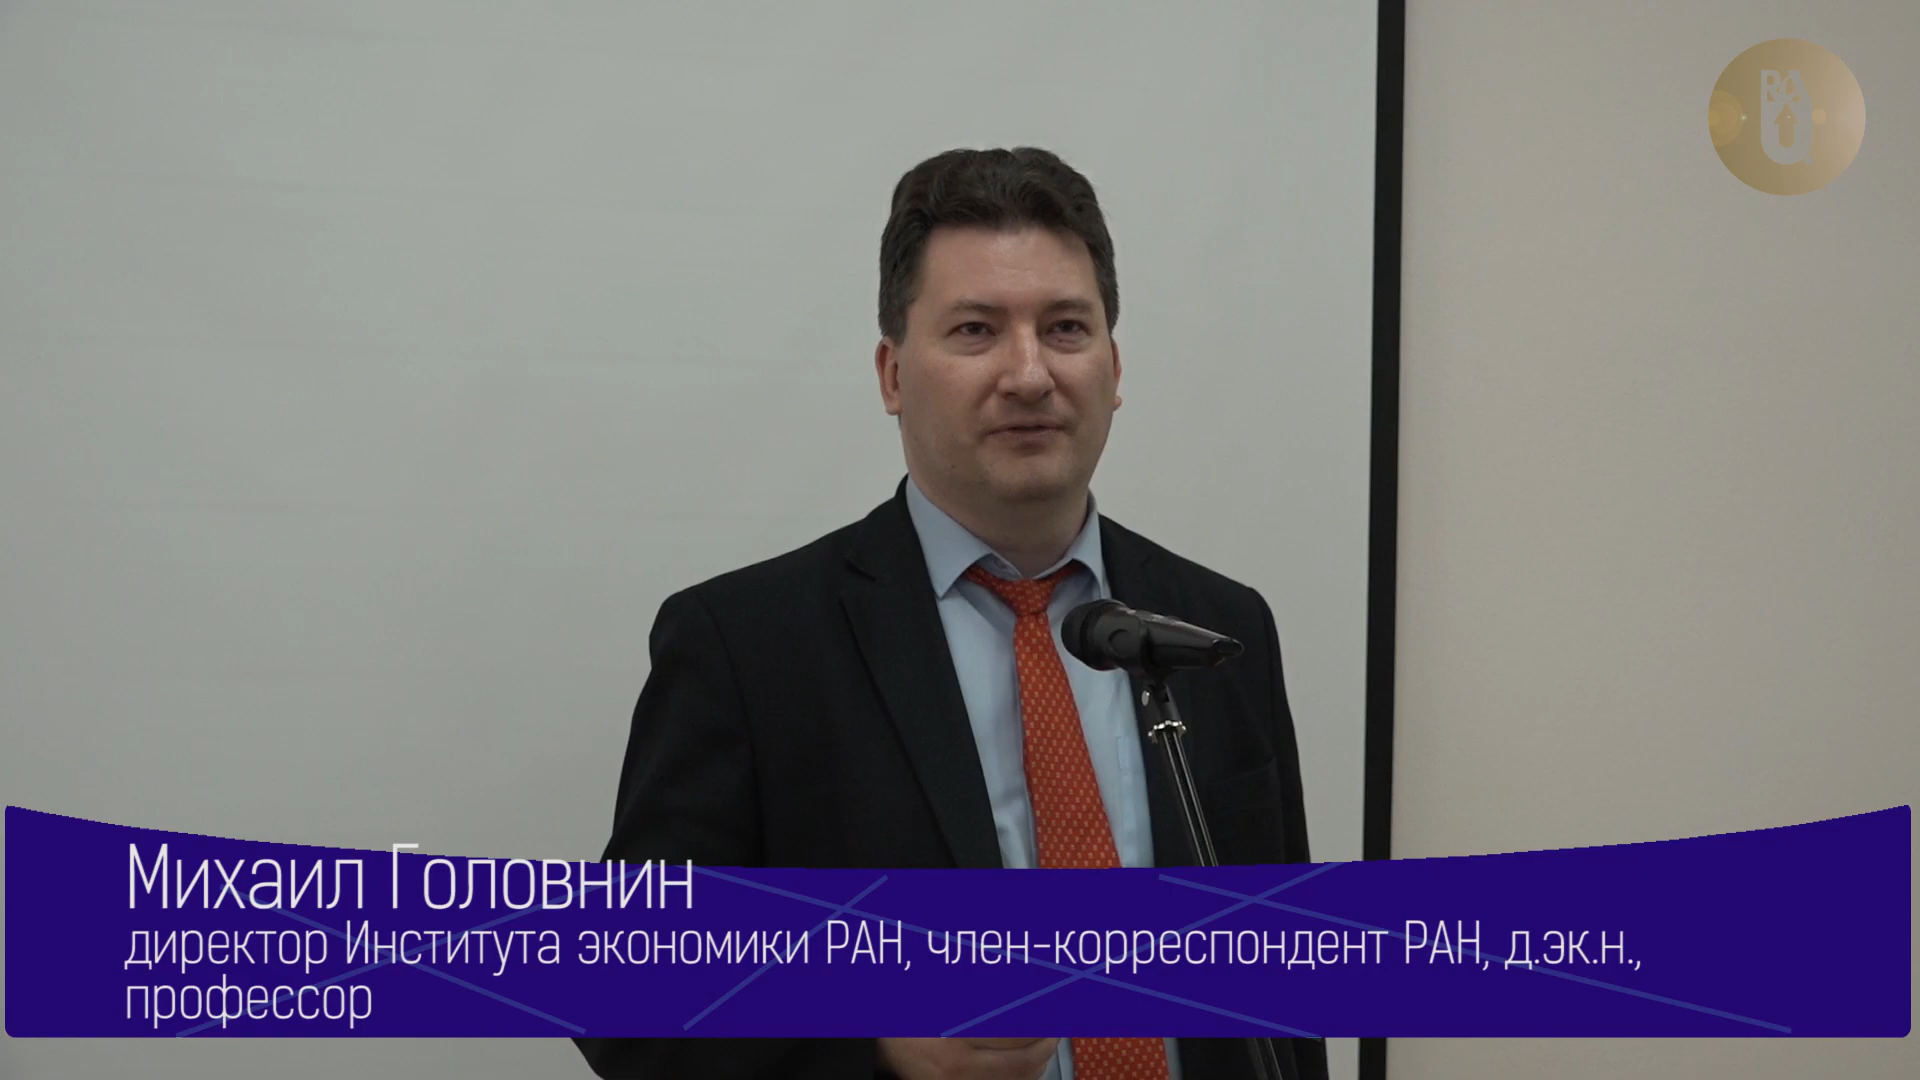 Михаил Головнин
директор Института экономики РАН, член-корреспондент РАН, д.эк.н.,
профессор